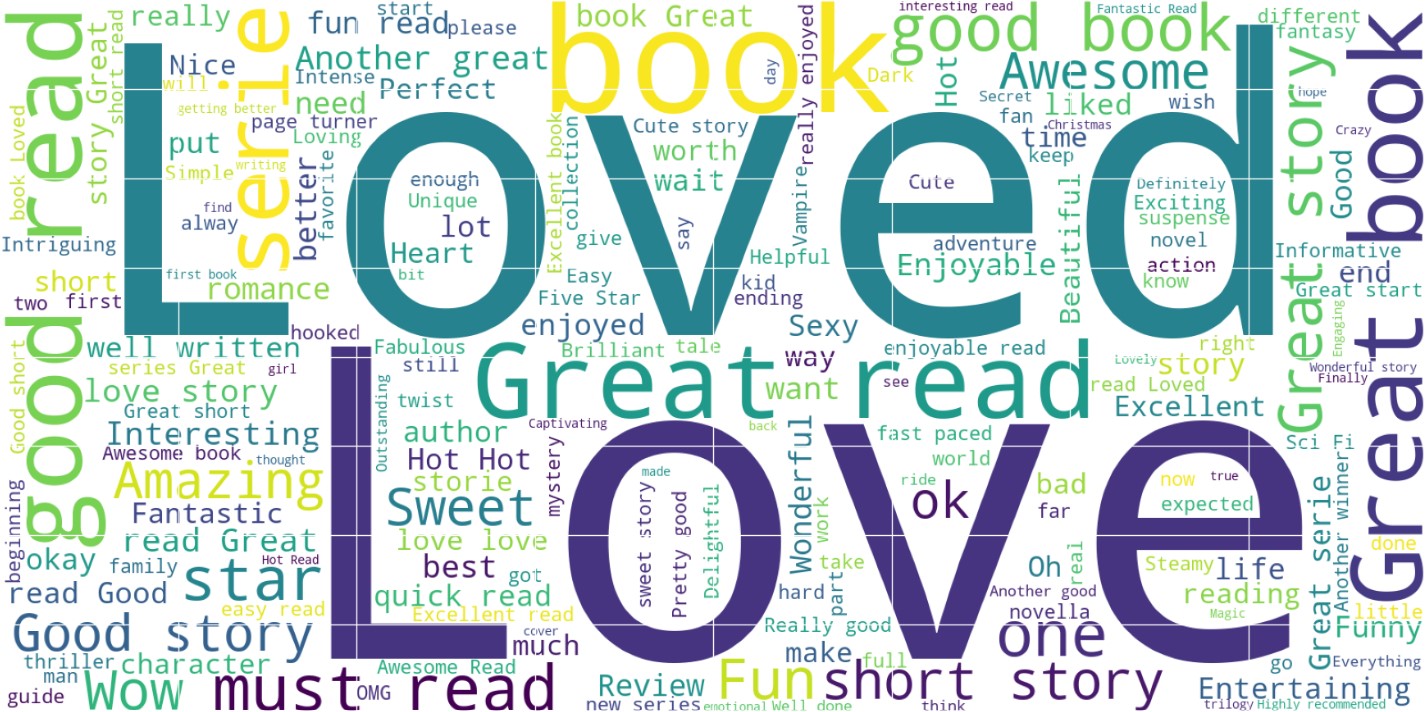 really
fun read
start
please
book Great
interesting read
good book
Fantastic Read
different
fantasy
read
story Great
short read
Nice
will
serie
Another great
Intense
Perfect
need
book
day
Dark
really enjoyed
Hot
Awesome
Secret
liked
wish
hope
Great book
book Loved
getting better
page turner
Loving
put
Simple
writing
better
favorite
Loved
Excellent book
collection
Cute story
worth
wait
Vampire
fan
Christmas
time
keep
Great story
Crazy
Good
find
alway
enough
Unique
lot
Heart
bit
give
say
Cute
adventure
Enjoyable
Beautiful
Definitely
Exciting
suspense
novel
action
know
Intriguing
short
two
first
first book
romance
Easy
Five Star
enjoyed
Helpful
kid
ending
Sexy
Informative
end
Great start
good
hooked
well written
series Great
girl
love story
Great short
Good short
Fabulous
still
Brilliant
tale
Great read
way
want
see
enjoyable read
Lovely
story
right
Engaging
Wonderful story
Finally
read Loved
Excellent
Interesting
Awesome book
thought
Outstanding
twist
author
Captivating
back
fast paced
world
Sci Fi
Amazing
Fantastic
read Great
Hot Hot
storie
Sweet
mystery
Love
made
sweet story
Pretty good
Delightful
Wonderful
work
ride
ok
bad
far
now
true
expected
Great serie
Another winner
beginning
okay
family
Hot Read
star
read Good
easy read
love love
best
got
quick read
Excellent read
take
hard
part
Oh
real
Another good
novella
Steamy
life
reading
Magic
done
little
Funny
Good story
cover
much
Really good
make
full
one
thriller
character
man
guide
Wow
must read
OMG
Awesome Read
Review
new series
emotional
Fun
Well done
short story
think
go
Everything
Entertaining
trilogy
Highly recommended